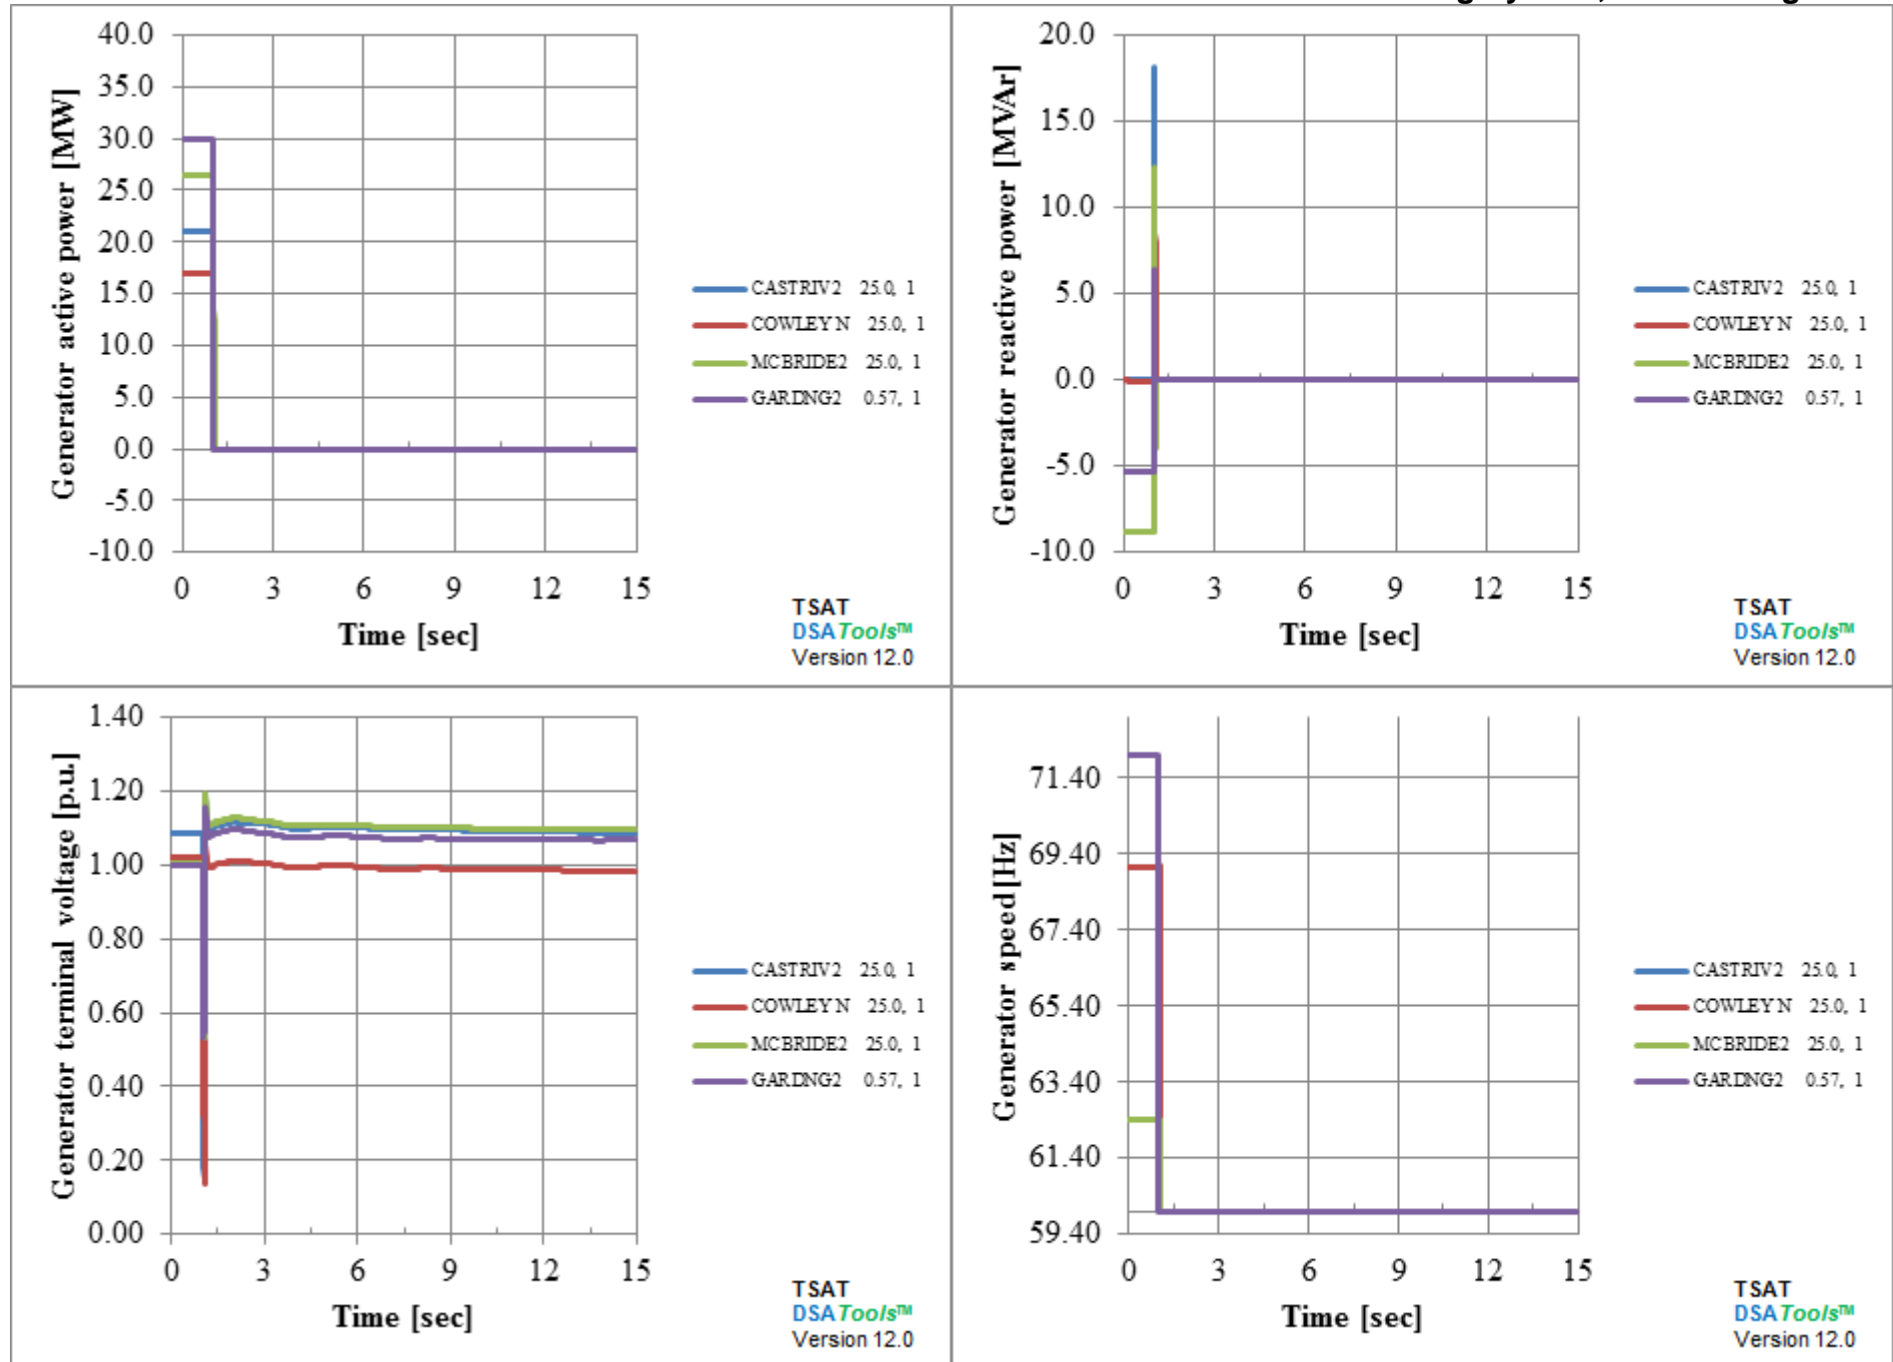 Generator active power [MW]
40.0
35.0
30.0
25.0
20.0
15.0
10.0
5.0
0.0
-5.0
-10.0
0 3 6 9 12 15
Time [sec]
CASTRIV2 25.0, 1
COWLEY N 25.0, 1
MCBRIDE2 25.0, 1
GARDNG2 0.57, 1
TSAT
DSATools™
Version 12.0
Generator reactive power [MVAr]
20.0
15.0
10.0
5.0
0.0
-5.0
-10.0
0 3 6 9 12 15
Time [sec]
CASTRIV2 25.0, 1
COWLEY N 25.0, 1
MCBRIDE2 25.0, 1
GARDNG2 0.57, 1
TSAT
DSATools™
Version 12.0
Generator terminal voltage [p.u.]
1.40
1.20
1.00
0.80
0.60
0.40
0.20
0.00
0 3 6 9 12 15
Time [sec]
CASTRIV2 25.0, 1
COWLEY N 25.0, 1
MCBRIDE2 25.0, 1
GARDNG2 0.57, 1
TSAT
DSATools™
Version 12.0
Generator speed[Hz]
71.40
69.40
67.40
65.40
63.40
61.40
59.40
0 3 6 9 12 15
Time [sec]
CASTRIV2 25.0, 1
COWLEY N 25.0, 1
MCBRIDE2 25.0, 1
GARDNG2 0.57, 1
TSAT
DSATools™
Version 12.0